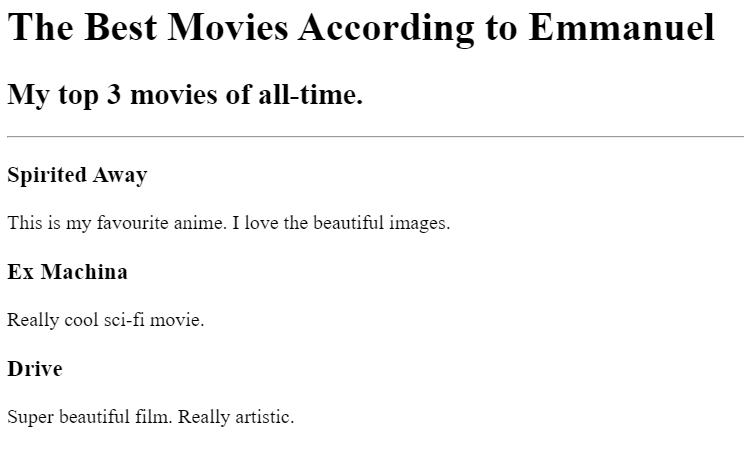 The Best Movies According to Emmanuel
My top 3 movies of all-time.
Spirited Away
This is my favourite anime. I love the beautiful images.
Ex Machina
Really cool sci-fi movie.
Drive
Super beautiful film. Really artistic.